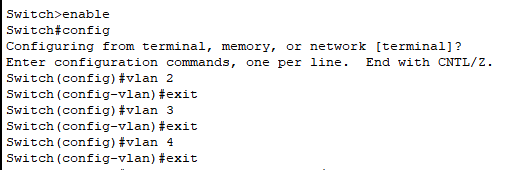 Switch>enable
Switch#config
Configuring from terminal, memory, or network [terminal]?
Enter configuration commands, one per line.  End with CNTL/Z.
Switch(config)#vlan 2
Switch(config-vlan)#exit
Switch(config)#vlan 3
Switch(config-vlan)#exit
Switch(config)#vlan 4
Switch(config-vlan)#exit